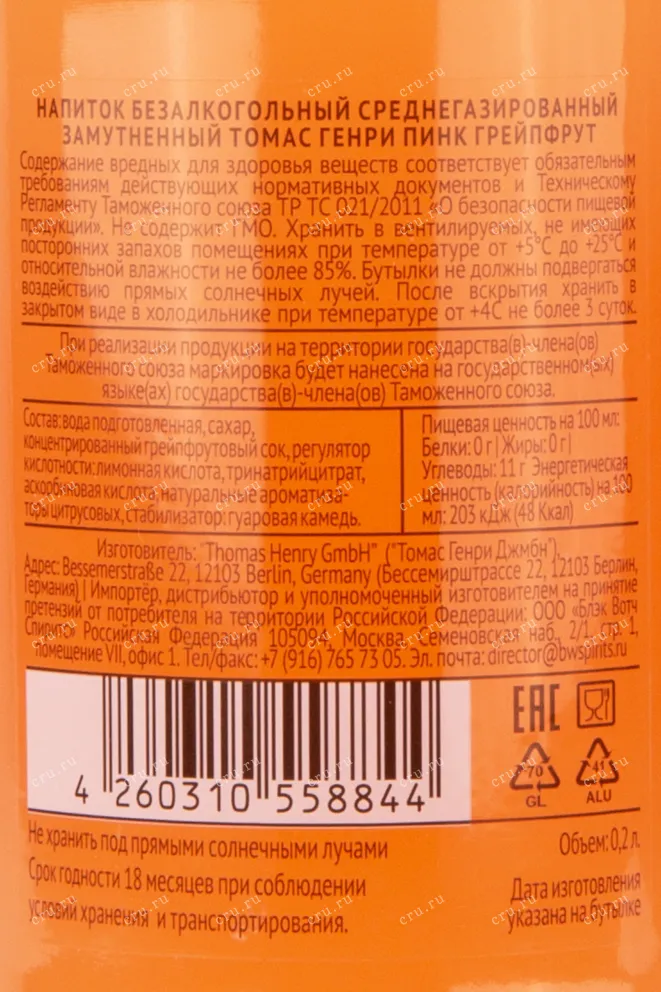 НАПИТОК БЕЗАЛКОГОЛЬНЫЙ СРЕДНЕГАЗИРОВАННЫЙ
ЗАМУТНЕННЫЙ ТОМАС ГЕНРИ ПИНК ГРЕЙПФРУТ
Содержание вредных для здоровья веществ соответствует обязательным
требованиям действующих нормативных документов и Техническому
Регламенту Таможенного союза ТР ТС 021/2011 «О безопасности пищевой
продукции». Не содержит ГМО. Хранить в вентилируемых, не имеющих
посторонних запахов помещениях при температуре от +5°С до +25°С и
относительной влажности не более 85%. Бутылки не должны подвергаться
воздействию прямых солнечных лучей. После вскрытия хранить в
закрытом виде в холодильнике при температуре от +4С не более 3 суток.
При реализации продукции на территории государства(в)-члена(ов)
Таможенного союза маркировка будет нанесена на государственном(ых)
языке(ах) государства(в)-члена(ов) Таможенного союза.
Состав: вода подготовленная, сахар,
концентрированный грейпфрутовый сок, регулятор
кислотности: лимонная кислота, тринатрийцитрат,
аскорбиновая кислота, натуральные ароматиза-
торы цитрусовых, стабилизатор: гуаровая камедь.
Пищевая ценность на 100 мл:
Белки: 0 г | Жиры: 0 г |
Углеводы: 11 г Энергетическая
ценность (калорийность) на 100
мл: 203 кДж (48 Ккал)
Изготовитель: "Thomas Henry GmbH" ("Томас Генри Джмбн").
Адрес: Bessemerstraße 22, 12103 Berlin, Germany (Бессемирштрассе 22, 12103 Берлин,
Германия) | Импортёр, дистрибьютор и уполномоченный изготовителем на принятие
претензий от потребителя на территории Российской Федерации: ООО «Блэк Вотч
Спиритс» Российская Федерация 105094, Москва, Семеновская наб., 2/1, стр. 1,
Помещение VII, офис 1. Тел/факс: +7 (916) 765 73 05. Эл. почта: director@bwspirits.ru
EAC
70
GL
41
ALU
4 260310 558844
Не хранить под прямыми солнечными лучами
Срок годности 18 месяцев при соблюдении
условий хранения и транспортирования.
Объем: 0,2 л.
Дата изготовления
указана на бутылке
cru.ru